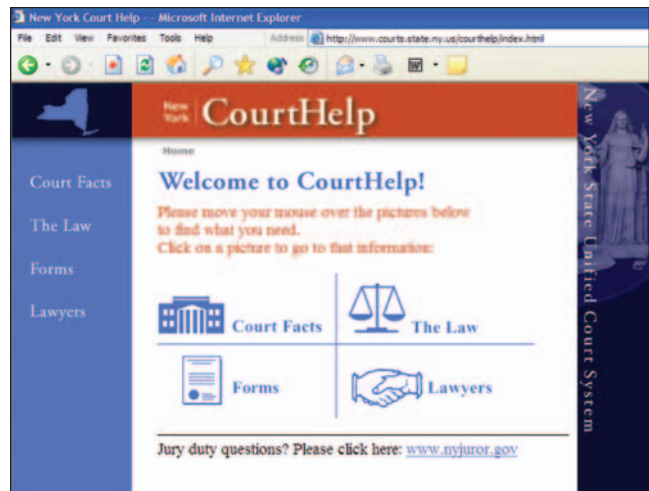 New York Court Help - - Microsoft Internet Explorer
File Edit View Favorites Tools Help Address http://www.courts.state.ny.us/courthelp/index.html
W
New York CourtHelp
Home
Welcome to CourtHelp!
Please move your mouse over the pictures below
to find what you need.
Click on a picture to go to that information:
Court Facts
The Law
Forms
Lawyers
Court Facts
The Law
Forms
Lawyers
Jury duty questions? Please click here: www.nyjuror.gov
New York State Unified Court System